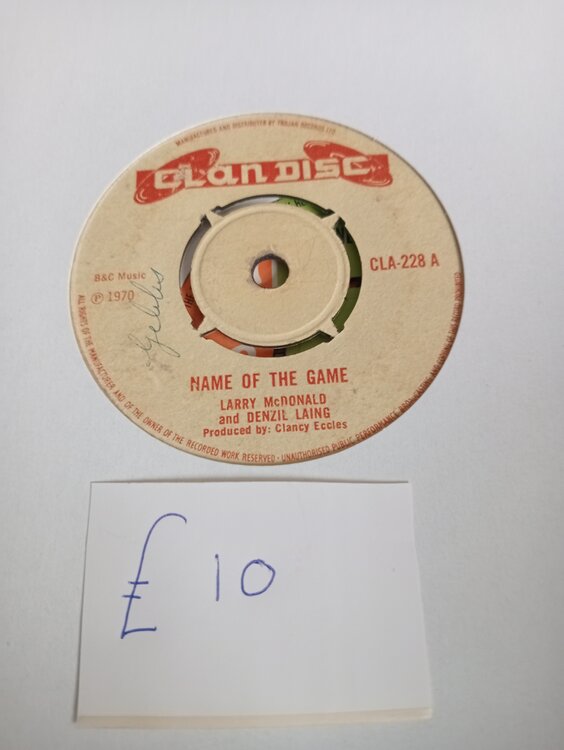 MANUFACTURED AND DISTRIBUTED BY TROJAN RECORDS LTD
CLAN DISC
CLA-228 A
B&C Music
℗ 1970
NAME OF THE GAME
LARRY McDONALD
and DENZIL LAING
Produced by: Clancy Eccles
ALL RIGHTS OF THE MANUFACTURER AND OF THE OWNER OF THE RECORDED WORK RESERVED · UNAUTHORISED PUBLIC PERFORMANCE
£10